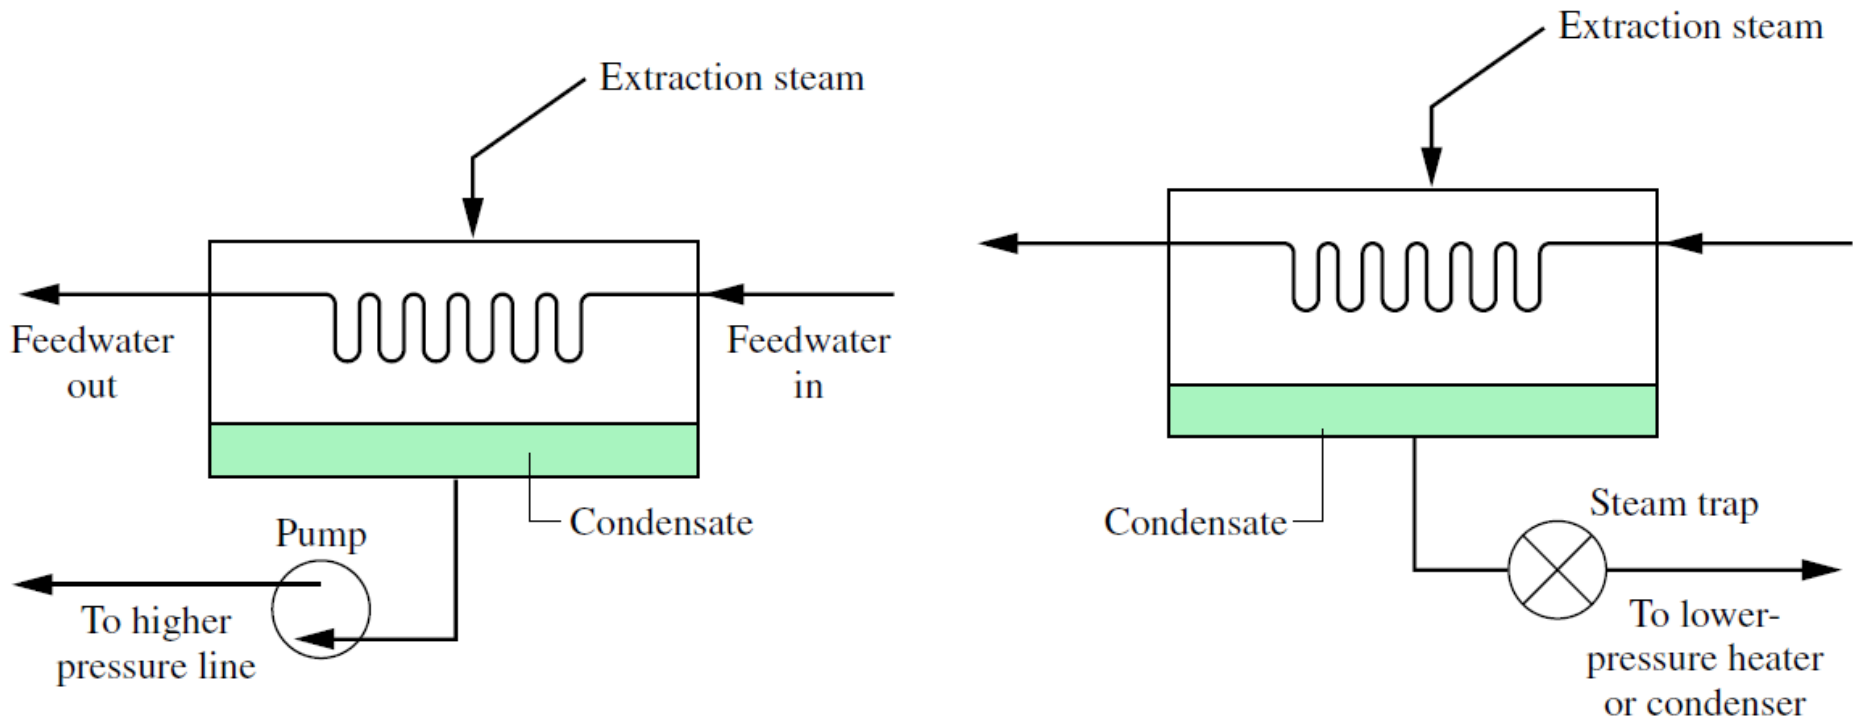 Extraction steam
Feedwater
out
Feedwater
in
Condensate
Pump
To higher
pressure line
Extraction steam
Condensate
Steam trap
To lower-
pressure heater
or condenser